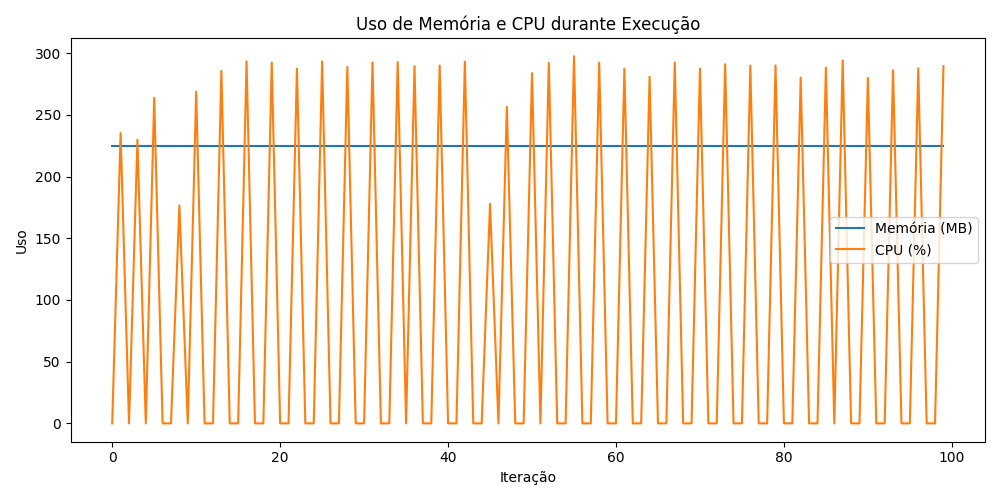 Uso de Memória e CPU durante Execução
300
250
200
150
100
50
0
Uso
Memória (MB)
CPU (%)
0 20 40 60 80 100
Iteração